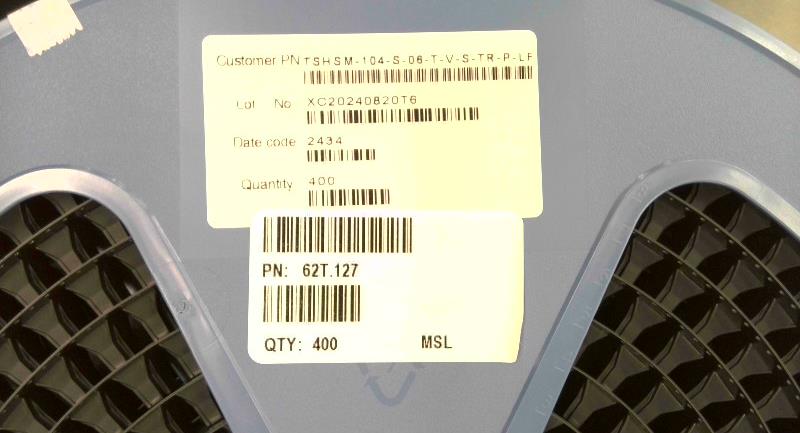 Customer PN TSHSM-104-S-06-T-V-S-TR-P-LF
Lot No XC20240820T6
Date code 2434
Quantity 400
PN: 62T.127
QTY: 400 MSL